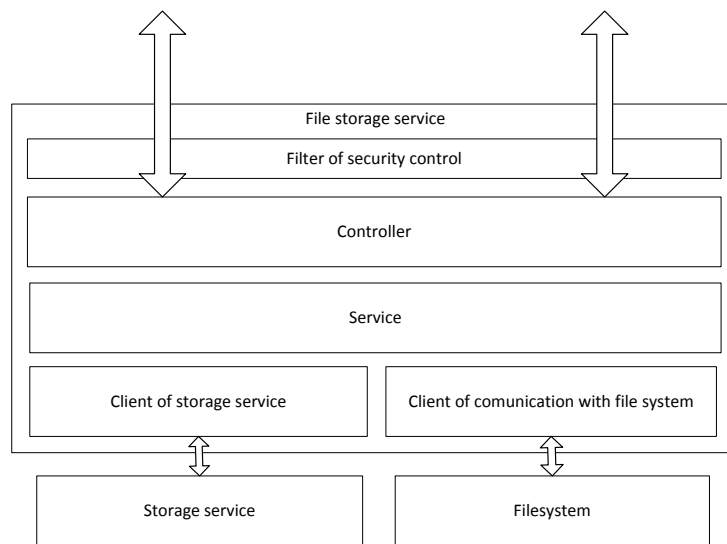 File storage service
Filter of security control
Controller
Service
Client of storage service
Client of comunication with file system
Storage service
Filesystem